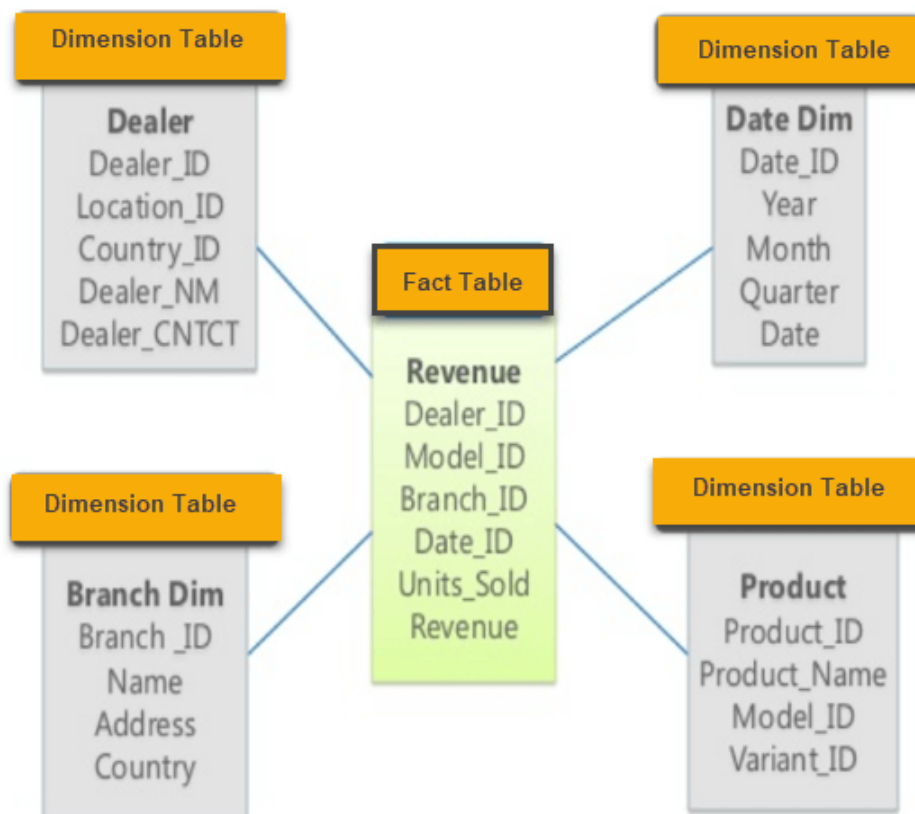 Dimension Table
Dealer
Dealer_ID
Location_ID
Country_ID
Dealer_NM
Dealer_CNTCT
Dimension Table
Date Dim
Date_ID
Year
Month
Quarter
Date
Fact Table
Revenue
Dealer_ID
Model_ID
Branch_ID
Date_ID
Units_Sold
Revenue
Dimension Table
Branch Dim
Branch _ID
Name
Address
Country
Dimension Table
Product
Product_ID
Product_Name
Model_ID
Variant_ID